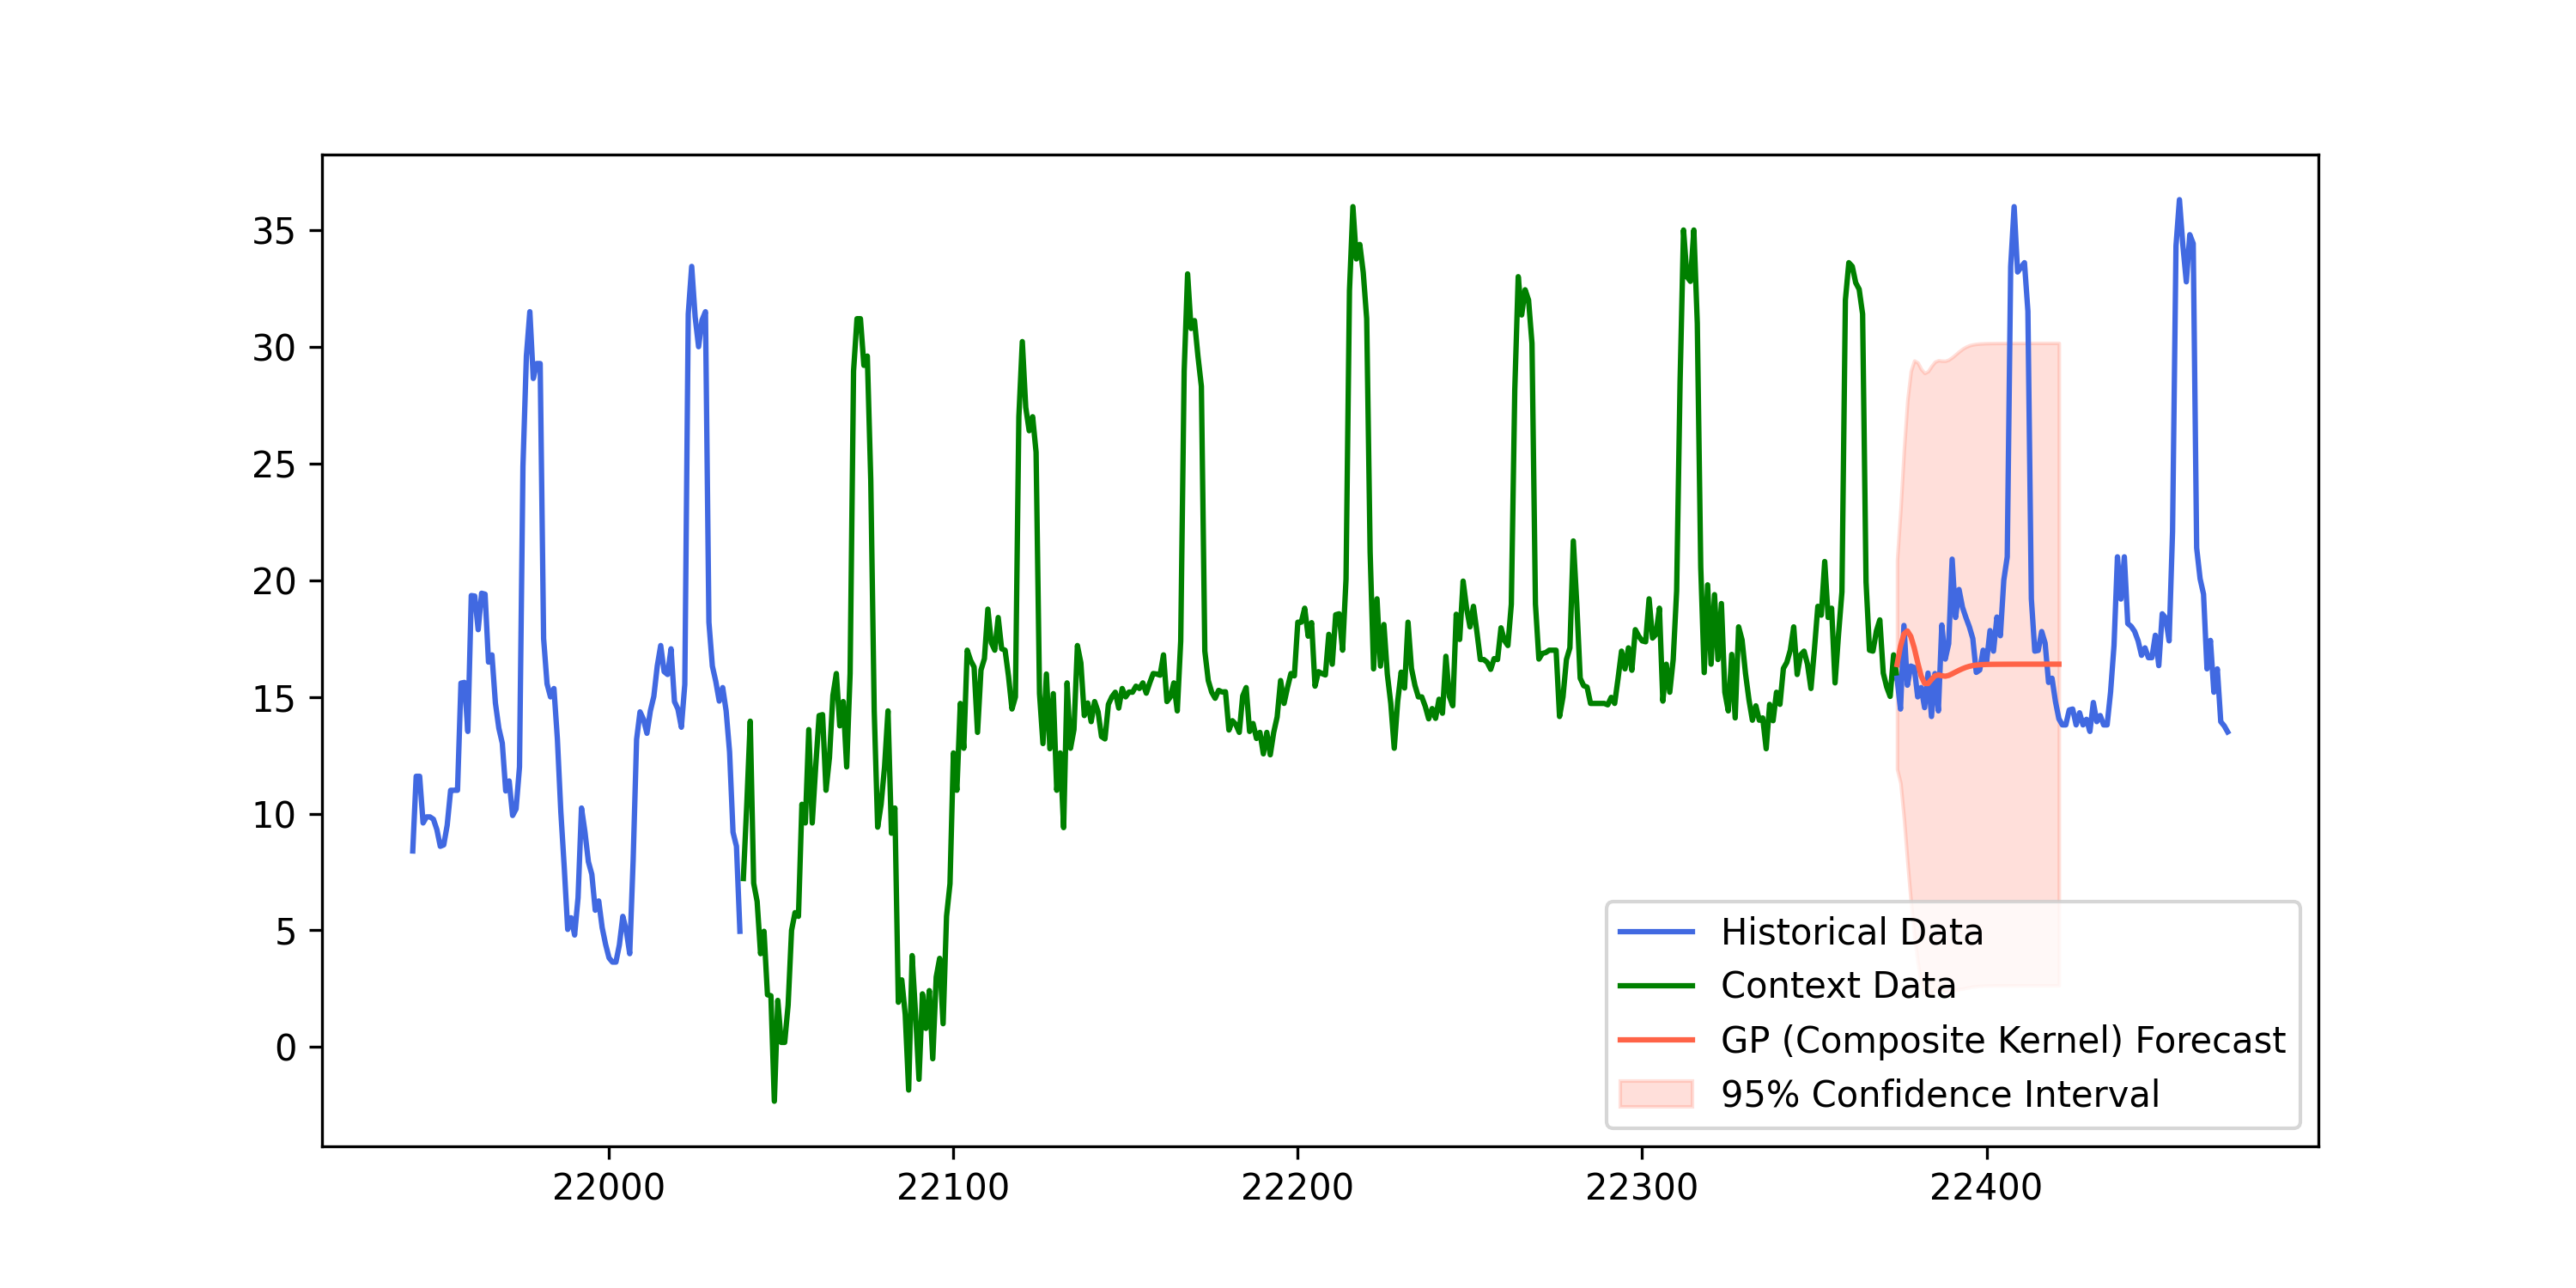 35
30
25
20
15
10
5
0
22000 22100 22200 22300 22400
Historical Data
Context Data
GP (Composite Kernel) Forecast
95% Confidence Interval